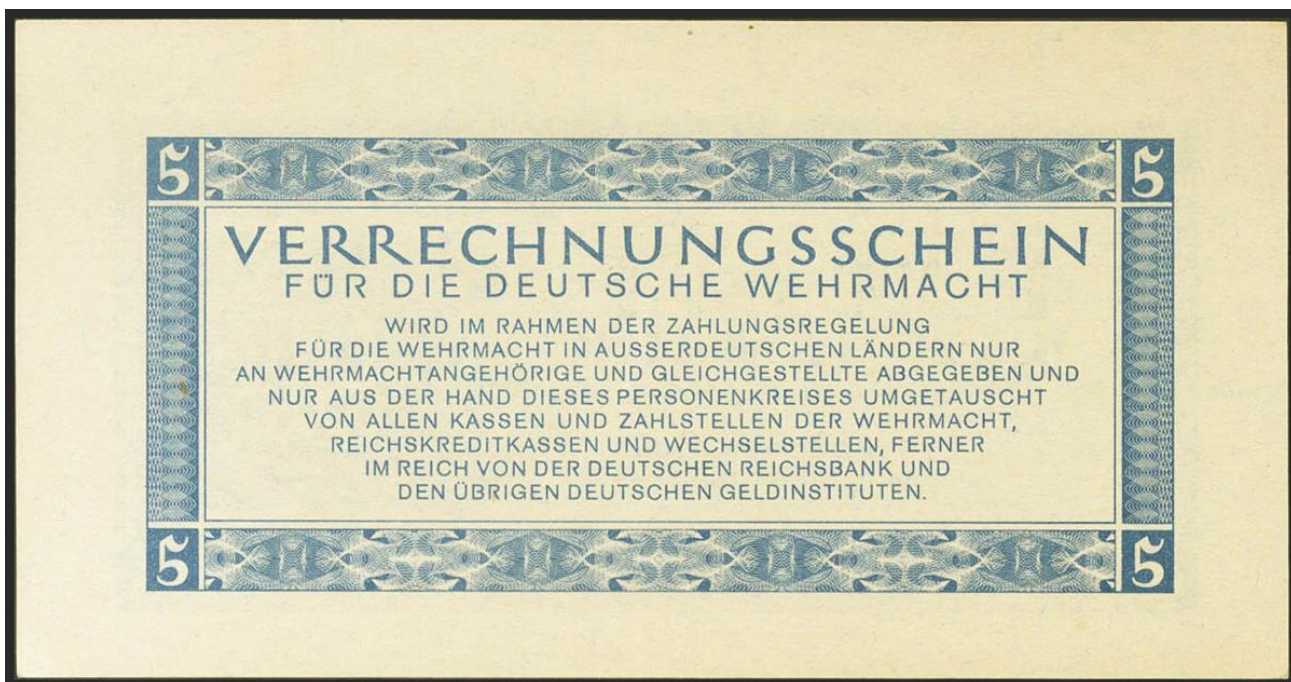 5 5
VERRECHNUNGSSCHEIN
FÜR DIE DEUTSCHE WEHRMACHT
WIRD IM RAHMEN DER ZAHLUNGSREGELUNG
FÜR DIE WEHRMACHT IN AUSSERDEUTSCHEN LÄNDERN NUR
AN WEHRMACHTANGEHÖRIGE UND GLEICHGESTELLTE ABGEGEBEN UND
NUR AUS DER HAND DIESES PERSONENKREISES UMGETAUSCHT
VON ALLEN KASSEN UND ZAHLSTELLEN DER WEHRMACHT,
REICHSKREDITKASSEN UND WECHSELSTELLEN, FERNER
IM REICH VON DER DEUTSCHEN REICHSBANK UND
DEN ÜBRIGEN DEUTSCHEN GELDINSTITUTEN.
5 5